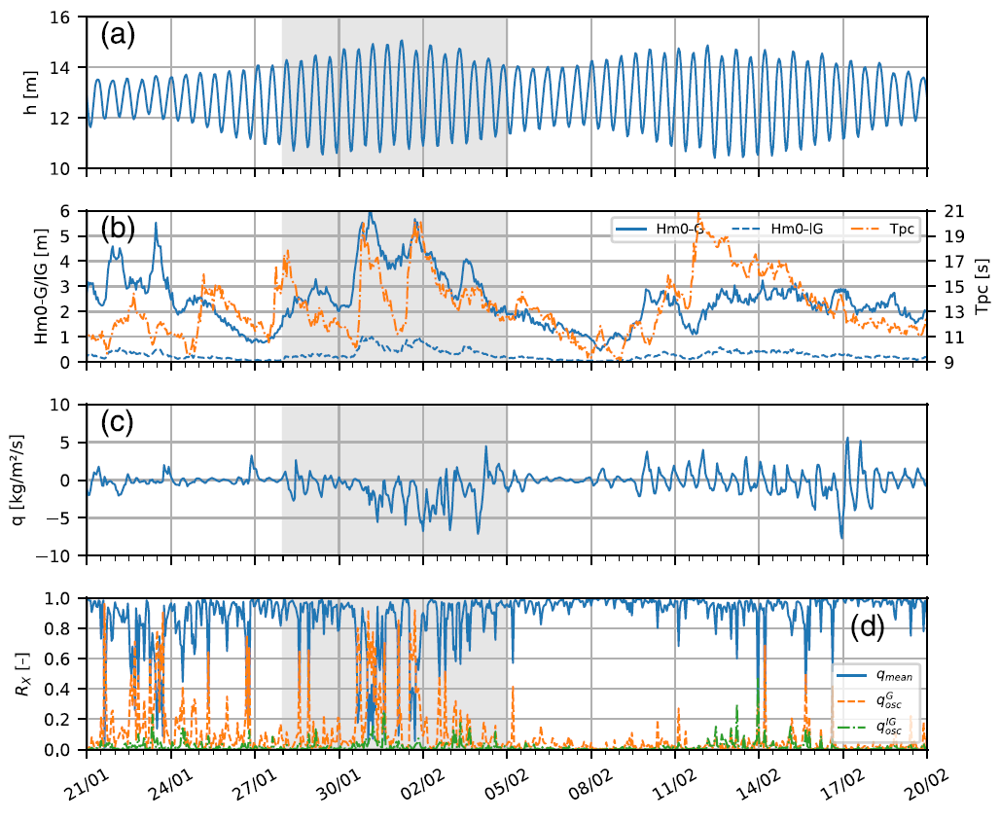 16
14
12
10
h [m]
(a)
6
5
4
3
2
1
0
Hm0-G/IG [m]
(b)
Hm0-G
Hm0-IG
Tpc
21
19
17
15
13
11
9
Tpc [s]
10
5
0
−5
−10
q [kg/m²/s]
(c)
1.0
0.8
0.6
0.4
0.2
0.0
R_X [-]
(d)
q_mean
q_osc^G
q_osc^IG
21/01
24/01
27/01
30/01
02/02
05/02
08/02
11/02
14/02
17/02
20/02